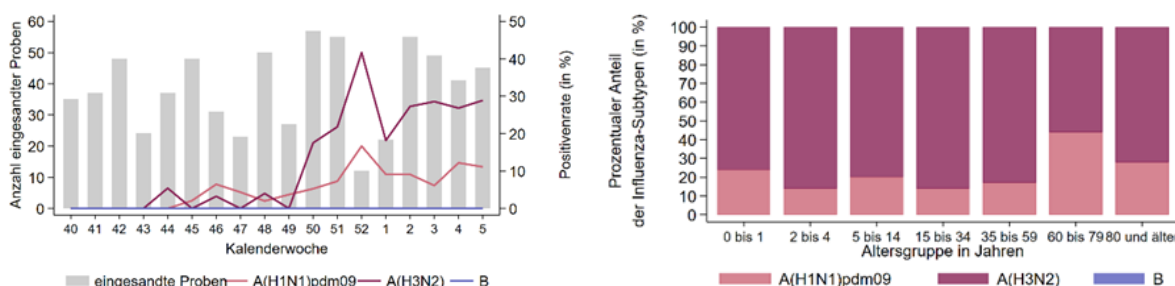 Anzahl eingesandter Proben
60
50
40
30
20
10
0
50
40
30
20
10
0
Positivenrate (in %)
40 41 42 43 44 45 46 47 48 49 50 51 52 1 2 3 4 5
Kalenderwoche
eingesandte Proben A(H1N1)pdm09 A(H3N2) B
Prozentualer Anteil
der Influenza-Subtypen (in %)
100
90
80
70
60
50
40
30
20
10
0
0 bis 1 2 bis 4 5 bis 14 15 bis 34 35 bis 59 60 bis 79 80 und älter
Altersgruppe in Jahren
A(H1N1)pdm09 A(H3N2) B